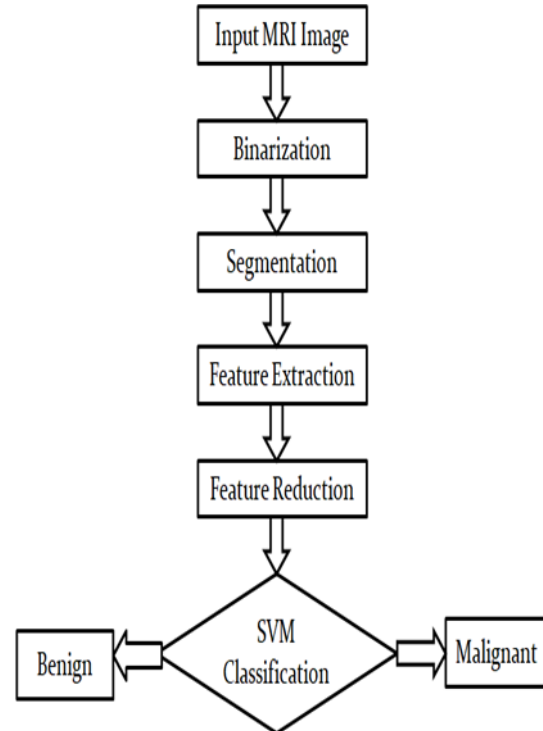 Input MRI Image
Binarization
Segmentation
Feature Extraction
Feature Reduction
SVM
Classification
Benign
Malignant